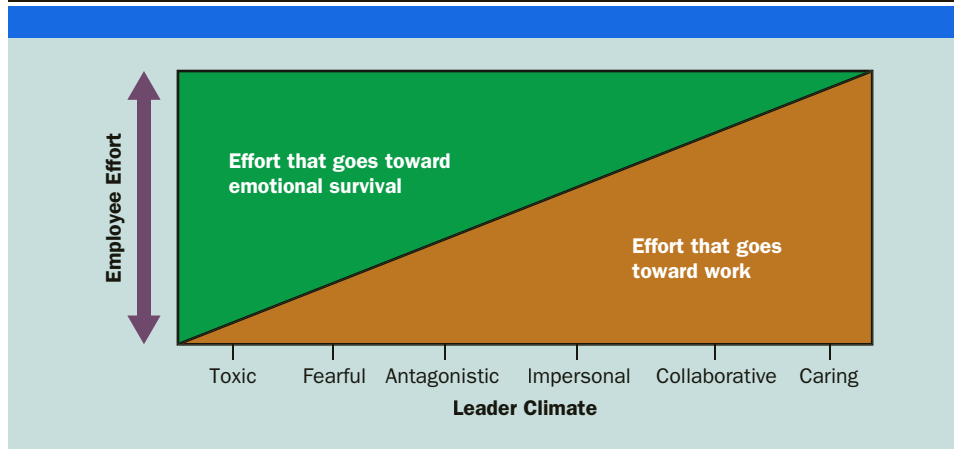 Employee Effort
Effort that goes toward
emotional survival
Effort that goes
toward work
Toxic Fearful Antagonistic Impersonal Collaborative Caring
Leader Climate